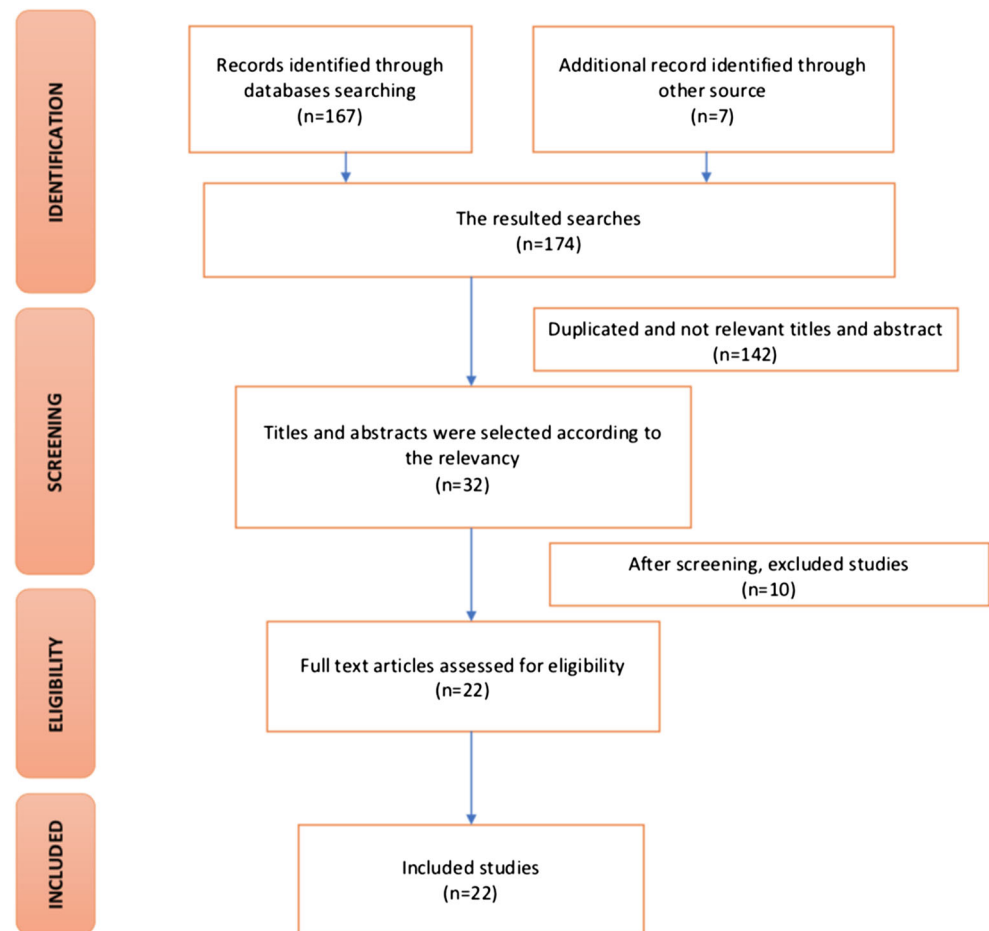 IDENTIFICATION
Records identified through
databases searching
(n=167)
Additional record identified through
other source
(n=7)
The resulted searches
(n=174)
SCREENING
Duplicated and not relevant titles and abstract
(n=142)
Titles and abstracts were selected according to
the relevancy
(n=32)
After screening, excluded studies
(n=10)
ELIGIBILITY
Full text articles assessed for eligibility
(n=22)
INCLUDED
Included studies
(n=22)